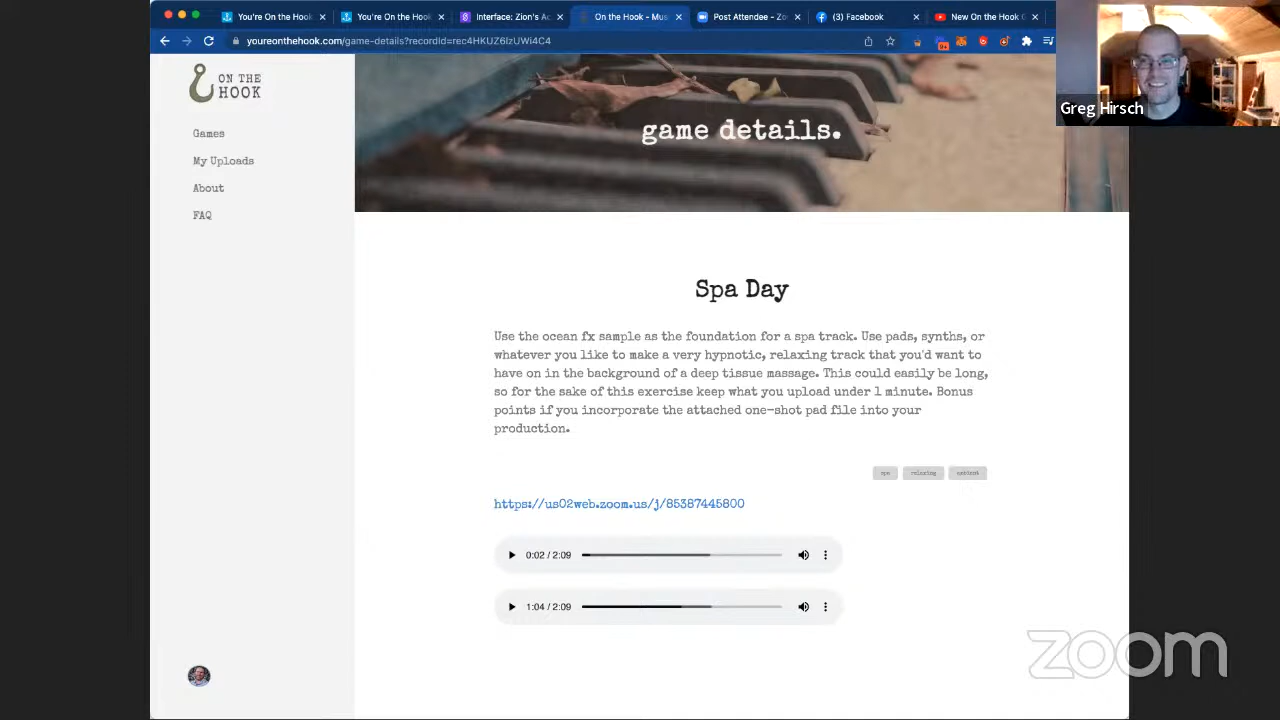 You're On the Hook
You're On the Hook
Interface: Zion's Ac
On the Hook - Mus
Post Attendee - Zo
(3) Facebook
New On the Hook G
youreonthehook.com/game-details?recordId=rec4HKUZ6IzUWi4C4
9+
Greg Hirsch
ON THE
HOOK
Games
My Uploads
About
FAQ
game details.
Spa Day
Use the ocean fx sample as the foundation for a spa track. Use pads, synths, or
whatever you like to make a very hypnotic, relaxing track that you'd want to
have on in the background of a deep tissue massage. This could easily be long,
so for the sake of this exercise keep what you upload under 1 minute. Bonus
points if you incorporate the attached one-shot pad file into your
production.
spa
relaxing
ambient
https://us02web.zoom.us/j/85387445800
0:02 / 2:09
1:04 / 2:09
zoom